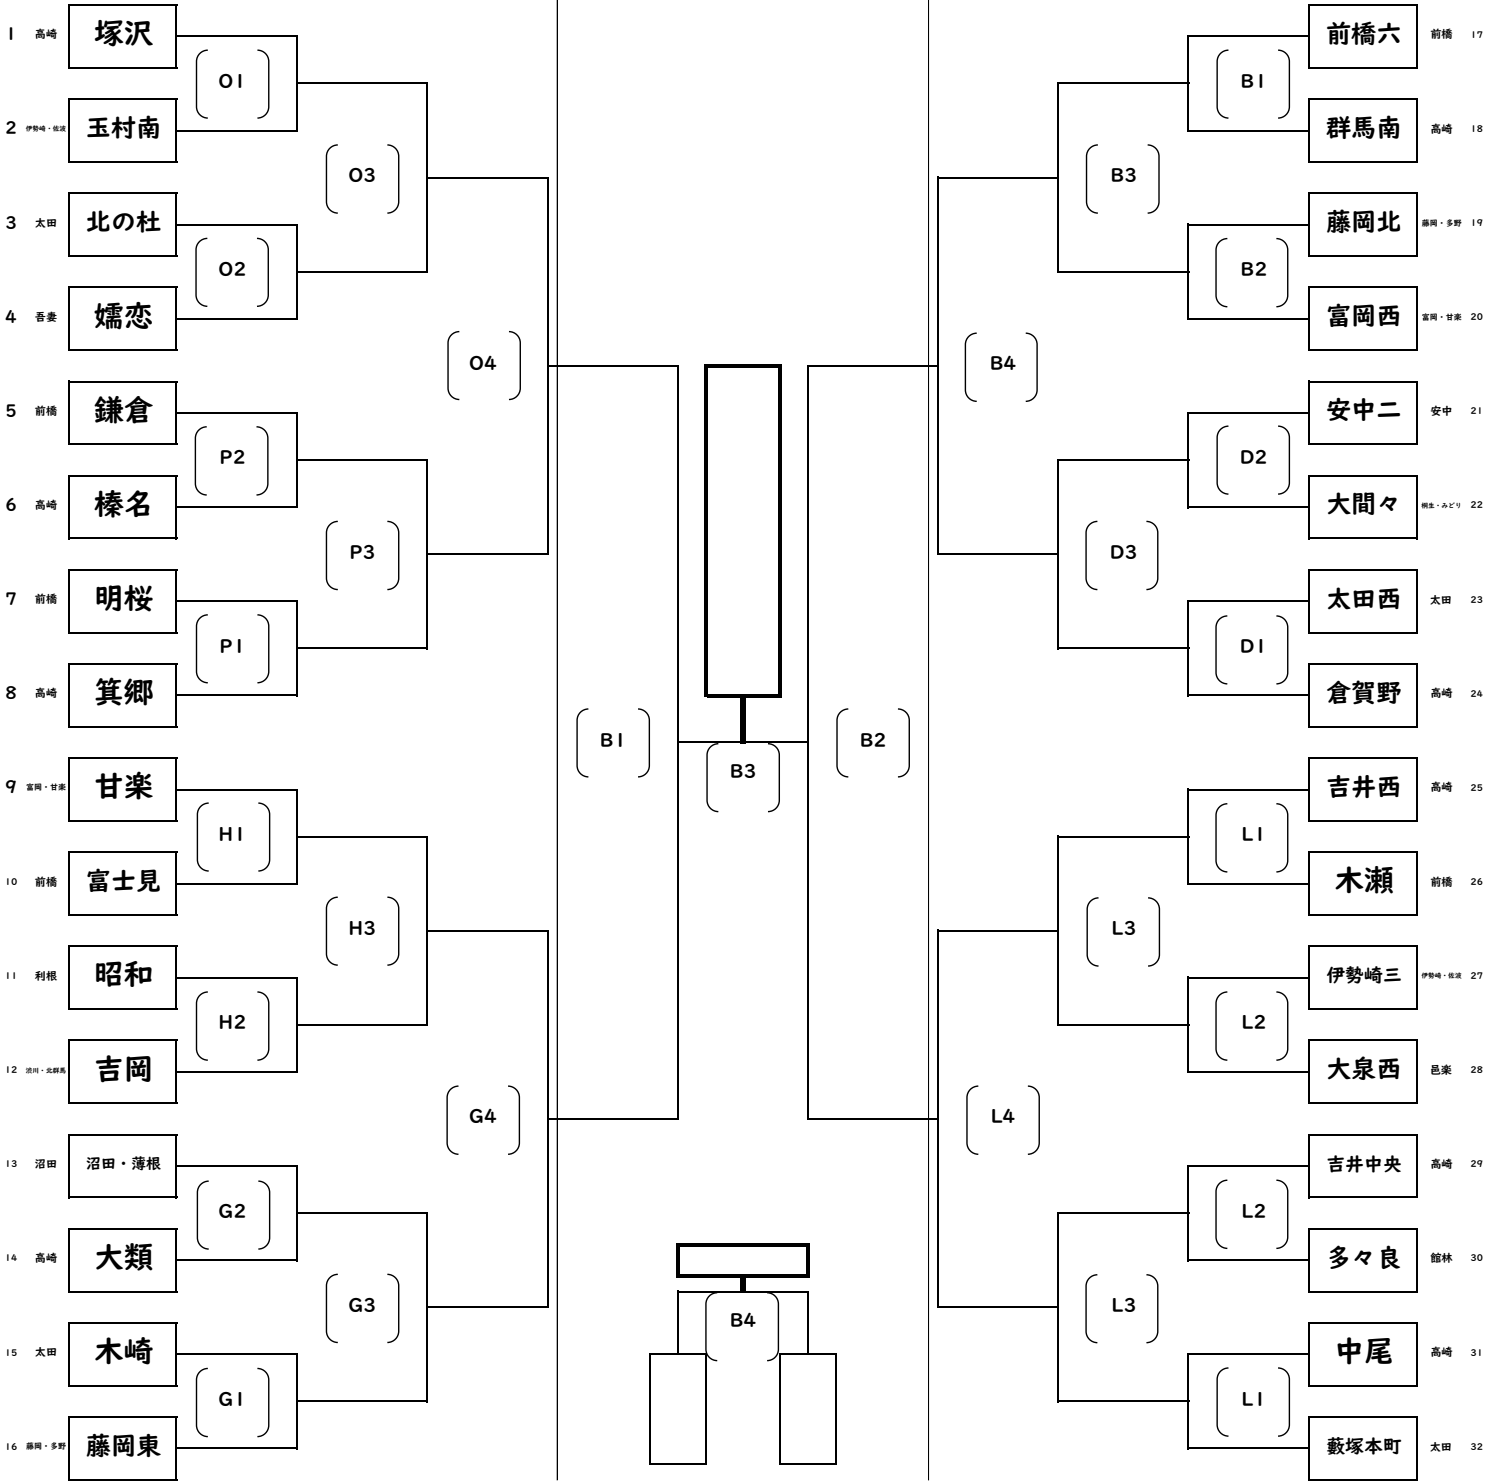 1 高崎 塚沢
O1
2 伊勢崎・佐波 玉村南
O3
3 太田 北の杜
O2
4 吾妻 嬬恋
O4
5 前橋 鎌倉
P2
6 高崎 榛名
P3
7 前橋 明桜
P1
8 高崎 箕郷
9 富岡・甘楽 甘楽
H1
10 前橋 富士見
H3
11 利根 昭和
H2
12 渋川・北群馬 吉岡
G4
13 沼田 沼田・薄根
G2
14 高崎 大類
G3
15 太田 木崎
G1
16 藤岡・多野 藤岡東
B1
B3
B2
B4
前橋六 前橋 17
B1
群馬南 高崎 18
B3
藤岡北 藤岡・多野 19
B2
富岡西 富岡・甘楽 20
B4
安中二 安中 21
D2
大間々 桐生・みどり 22
D3
太田西 太田 23
D1
倉賀野 高崎 24
吉井西 高崎 25
L1
木瀬 前橋 26
L3
伊勢崎三 伊勢崎・佐波 27
L2
大泉西 邑楽 28
L4
吉井中央 高崎 29
L2
多々良 館林 30
L3
中尾 高崎 31
L1
藪塚本町 太田 32